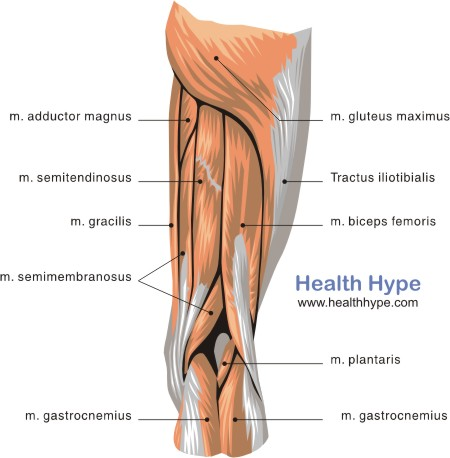 m. adductor magnus
m. gluteus maximus
m. semitendinosus
Tractus iliotibialis
m. gracilis
m. biceps femoris
m. semimembranosus
Health Hype
www.healthhype.com
m. plantaris
m. gastrocnemius
m. gastrocnemius